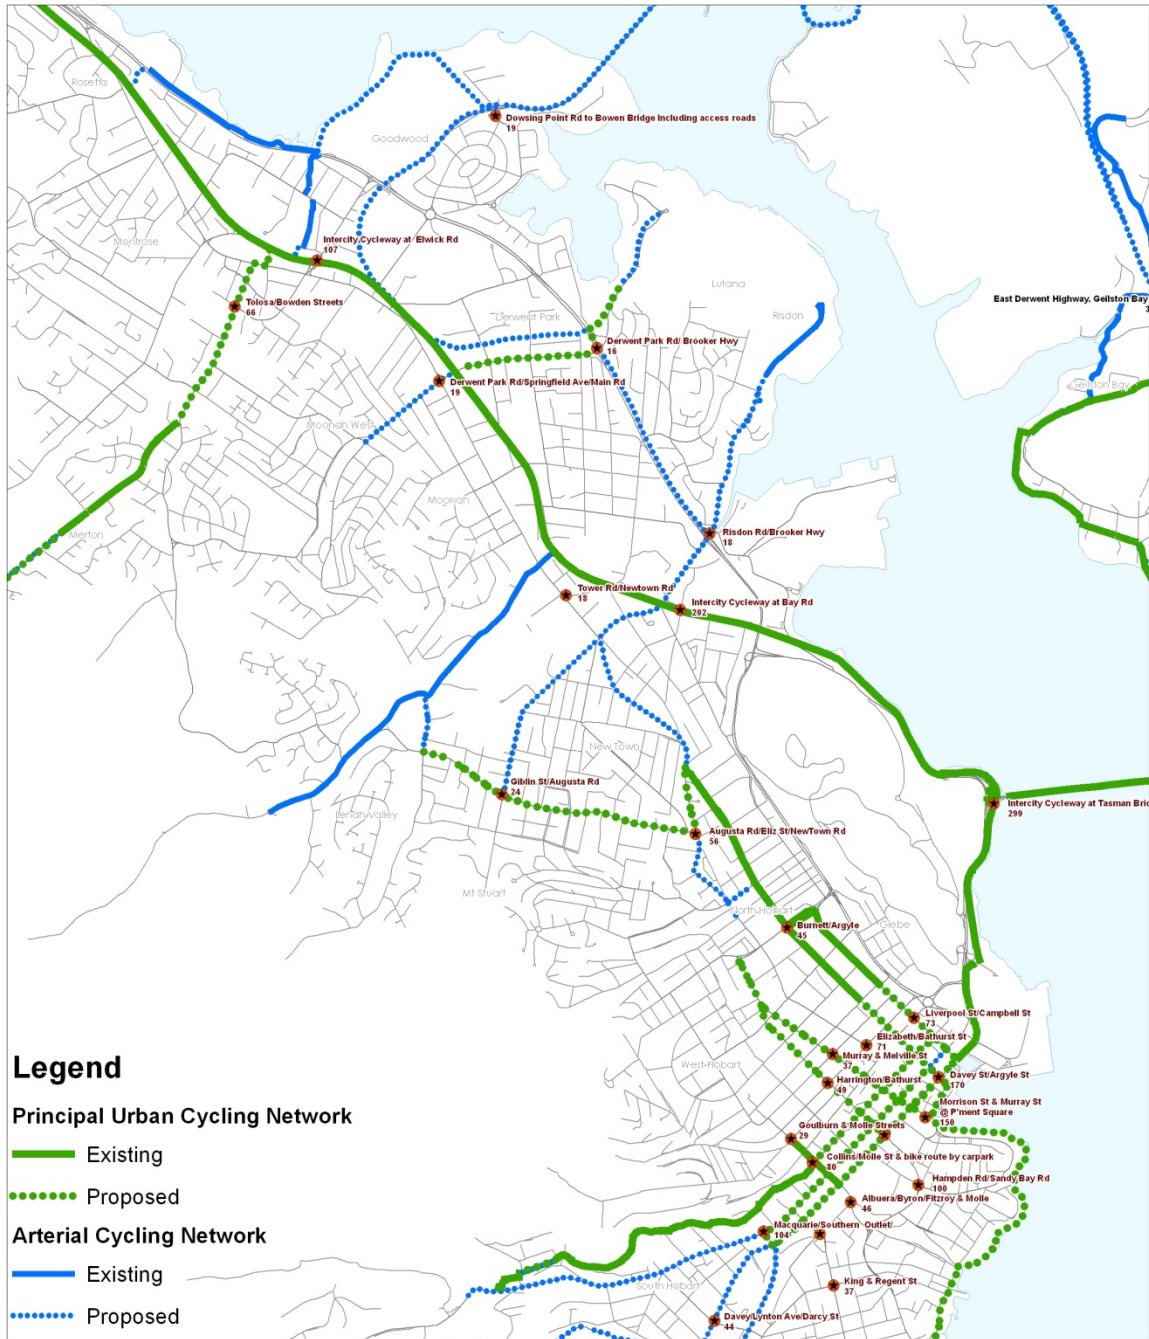 Rosetta
Dowsing Point Rd to Bowen Bridge Including access roads
19
Goodwood
Montrose
Intercity Cycleway at Elwick Rd
107
Lutana
Tolosa/Bowden Streets
66
East Derwent Highway, Geilston Bay
3
Derwent Park
Risdon
Derwent Park Rd/ Brooker Hwy
16
Derwent Park Rd/Springfield Ave/Main Rd
19
Geilston Bay
Moonah West
Moonah
Merton
Risdon Rd/Brooker Hwy
18
Tower Rd/Newtown Rd
18
Intercity Cycleway at Bay Rd
202
New Town
Giblin St/Augusta Rd
24
Intercity Cycleway at Tasman Brid
299
Lenah Valley
Augusta Rd/Eliz St/NewTown Rd
56
Mt Stuart
North Hobart
Burnett/Argyle
45
Glebe
Liverpool St/Campbell St
73
Elizabeth/Bathurst St
71
Murray & Melville St
37
West Hobart
Harrington/Bathurst
49
Davey St/Argyle St
170
Morrison St & Murray St
@ P'ment Square
150
Goulburn & Molle Streets
29
Collins/Molle St & bike route by carpark
80
Hampden Rd/Sandy Bay Rd
100
Albuera/Byron/Fitzroy & Molle
46
Macquarie/Southern Outlet/
104
South Hobart
King & Regent St
37
Davey/Lynton Ave/Darcy St
44
Legend
Principal Urban Cycling Network
Existing
Proposed
Arterial Cycling Network
Existing
Proposed